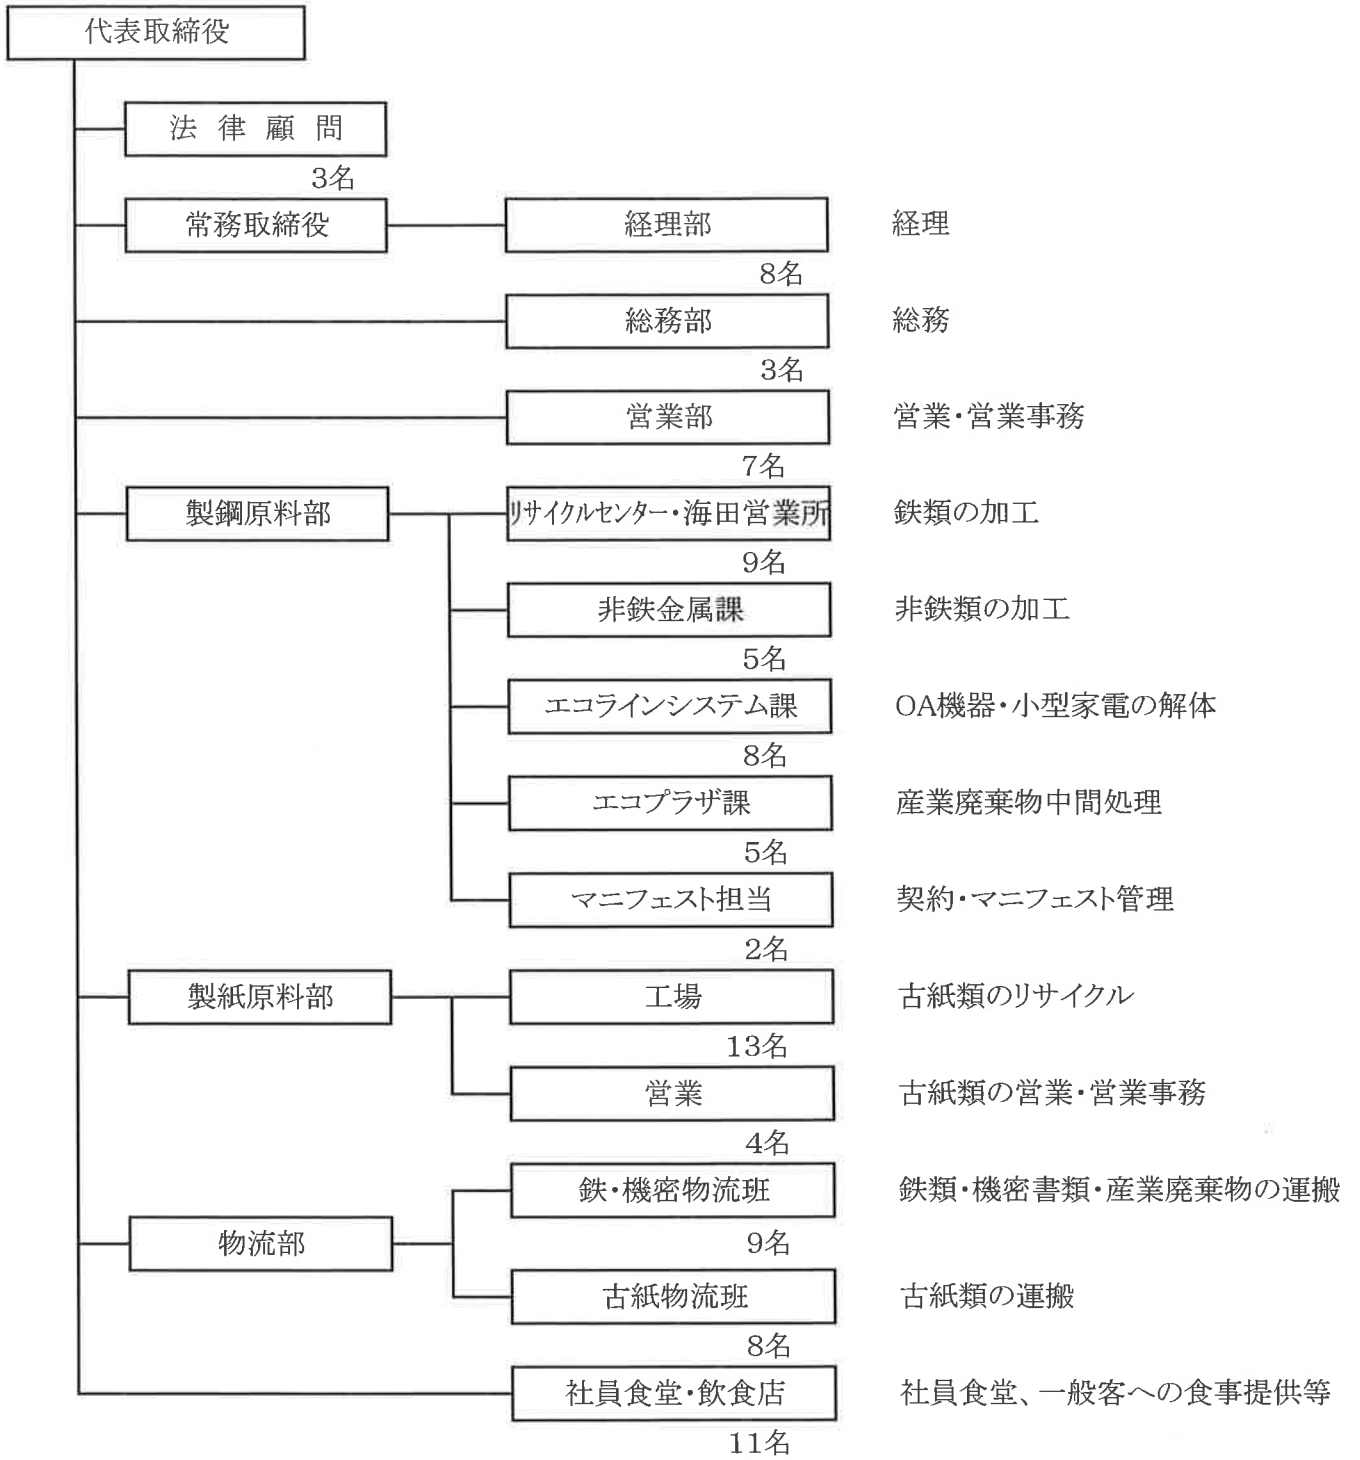 代表取締役
法律顧問
3名
常務取締役 経理部 経理
8名
総務部 総務
3名
営業部 営業・営業事務
7名
製鋼原料部 リサイクルセンター・海田営業所 鉄類の加工
9名
非鉄金属課 非鉄類の加工
5名
エコラインシステム課 OA機器・小型家電の解体
8名
エコプラザ課 産業廃棄物中間処理
5名
マニフェスト担当 契約・マニフェスト管理
2名
製紙原料部 工場 古紙類のリサイクル
13名
営業 古紙類の営業・営業事務
4名
鉄・機密物流班 鉄類・機密書類・産業廃棄物の運搬
物流部 9名
古紙物流班 古紙類の運搬
8名
社員食堂・飲食店 社員食堂、一般客への食事提供等
11名